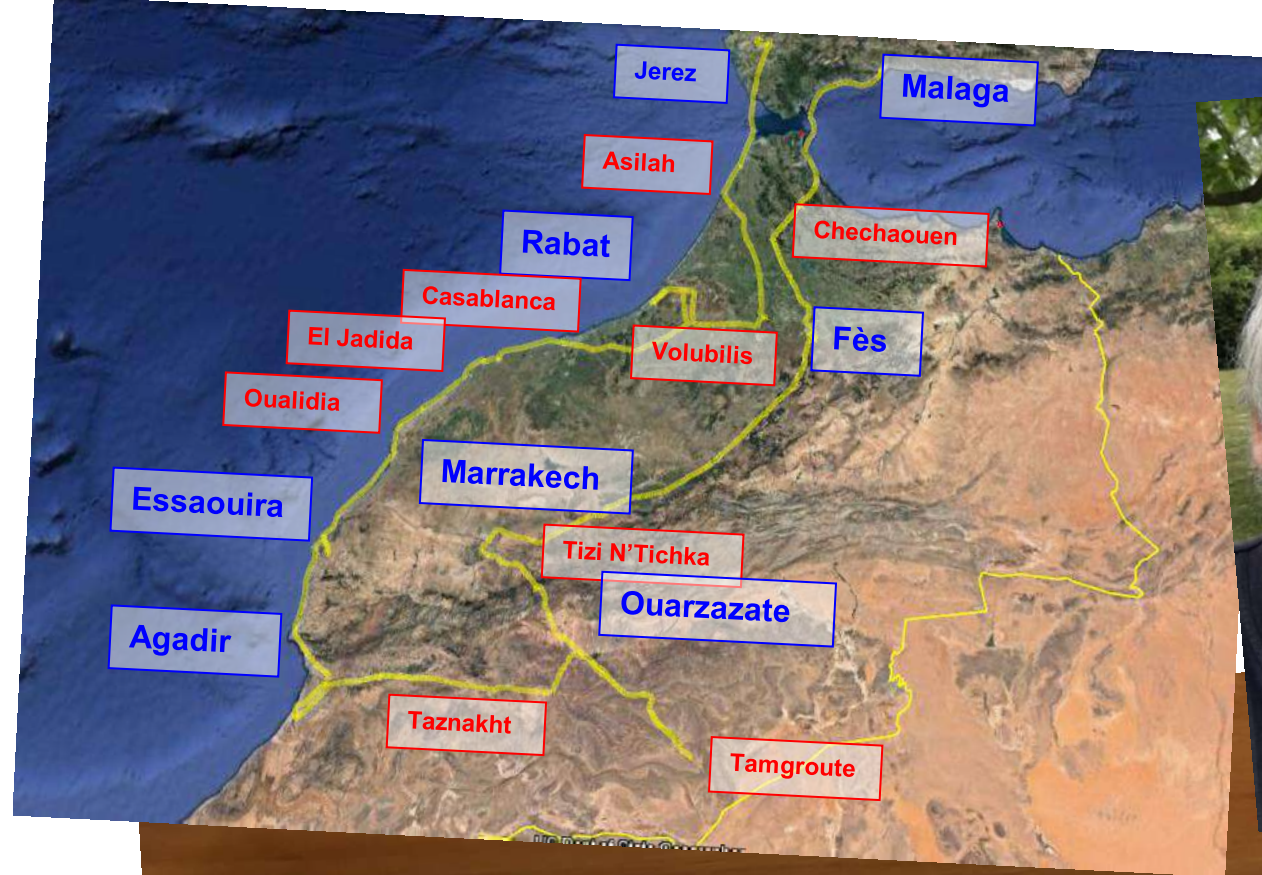 Jerez
Malaga
Asilah
Chechaouen
Rabat
Casablanca
El Jadida
Volubilis
Fès
Oualidia
Marrakech
Essaouira
Tizi N’Tichka
Ouarzazate
Agadir
Taznakht
Tamgroute